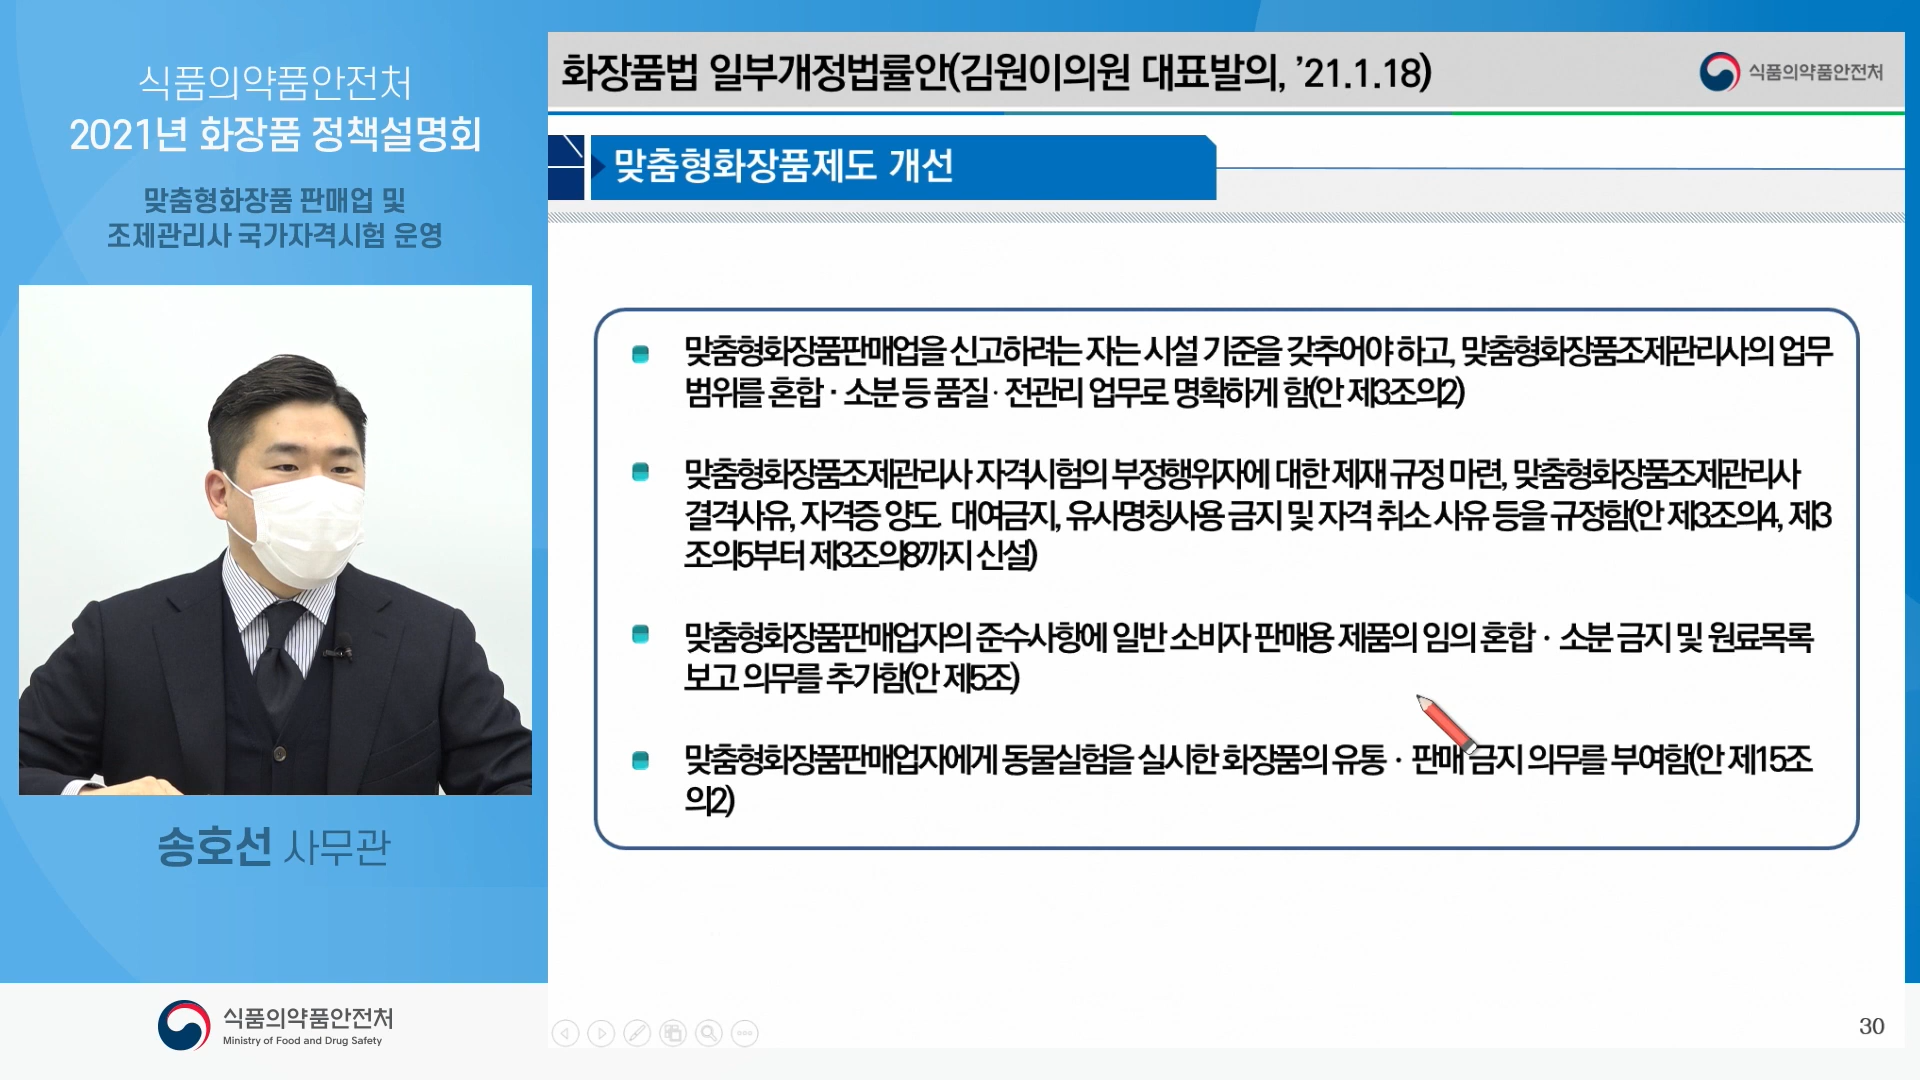 식품의약품안전처
2021년 화장품 정책설명회
맞춤형화장품 판매업 및
조제관리사 국가자격시험 운영
송호선 사무관
식품의약품안전처
Ministry of Food and Drug Safety
화장품법 일부개정법률안(김원이의원 대표발의, ’21.1.18)
식품의약품안전처
맞춤형화장품제도 개선
맞춤형화장품판매업을 신고하려는 자는 시설 기준을 갖추어야 하고, 맞춤형화장품조제관리사의 업무
범위를 혼합ㆍ소분 등 품질·전관리 업무로 명확하게 함(안 제3조의2)
맞춤형화장품조제관리사 자격시험의 부정행위자에 대한 제재 규정 마련, 맞춤형화장품조제관리사
결격사유, 자격증 양도 대여금지, 유사명칭사용 금지 및 자격 취소 사유 등을 규정함(안 제3조의4, 제3
조의5부터 제3조의8까지 신설)
맞춤형화장품판매업자의 준수사항에 일반 소비자 판매용 제품의 임의 혼합ㆍ소분 금지 및 원료목록
보고 의무를 추가함(안 제5조)
맞춤형화장품판매업자에게 동물실험을 실시한 화장품의 유통ㆍ판매 금지 의무를 부여함(안 제15조
의2)
30